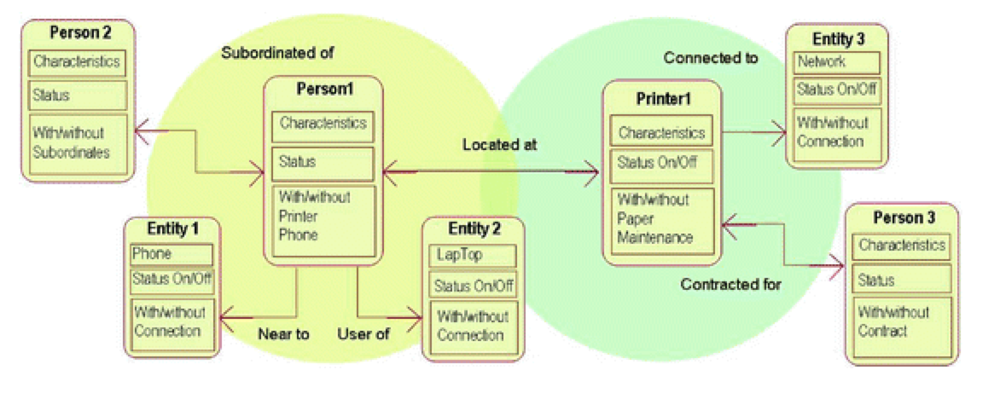 Person 2
Characteristics
Status
With/without
Subordinates
Subordinated of
Person1
Characteristics
Status
With/without
Printer
Phone
Entity 1
Phone
Status On/Off
With/without
Connection
Near to
User of
Entity 2
LapTop
Status On/Off
With/without
Connection
Located at
Printer1
Characteristics
Status On/Off
With/without
Paper
Maintenance
Connected to
Entity 3
Network
Status On/Off
With/without
Connection
Contracted for
Person 3
Characteristics
Status
With/without
Contract